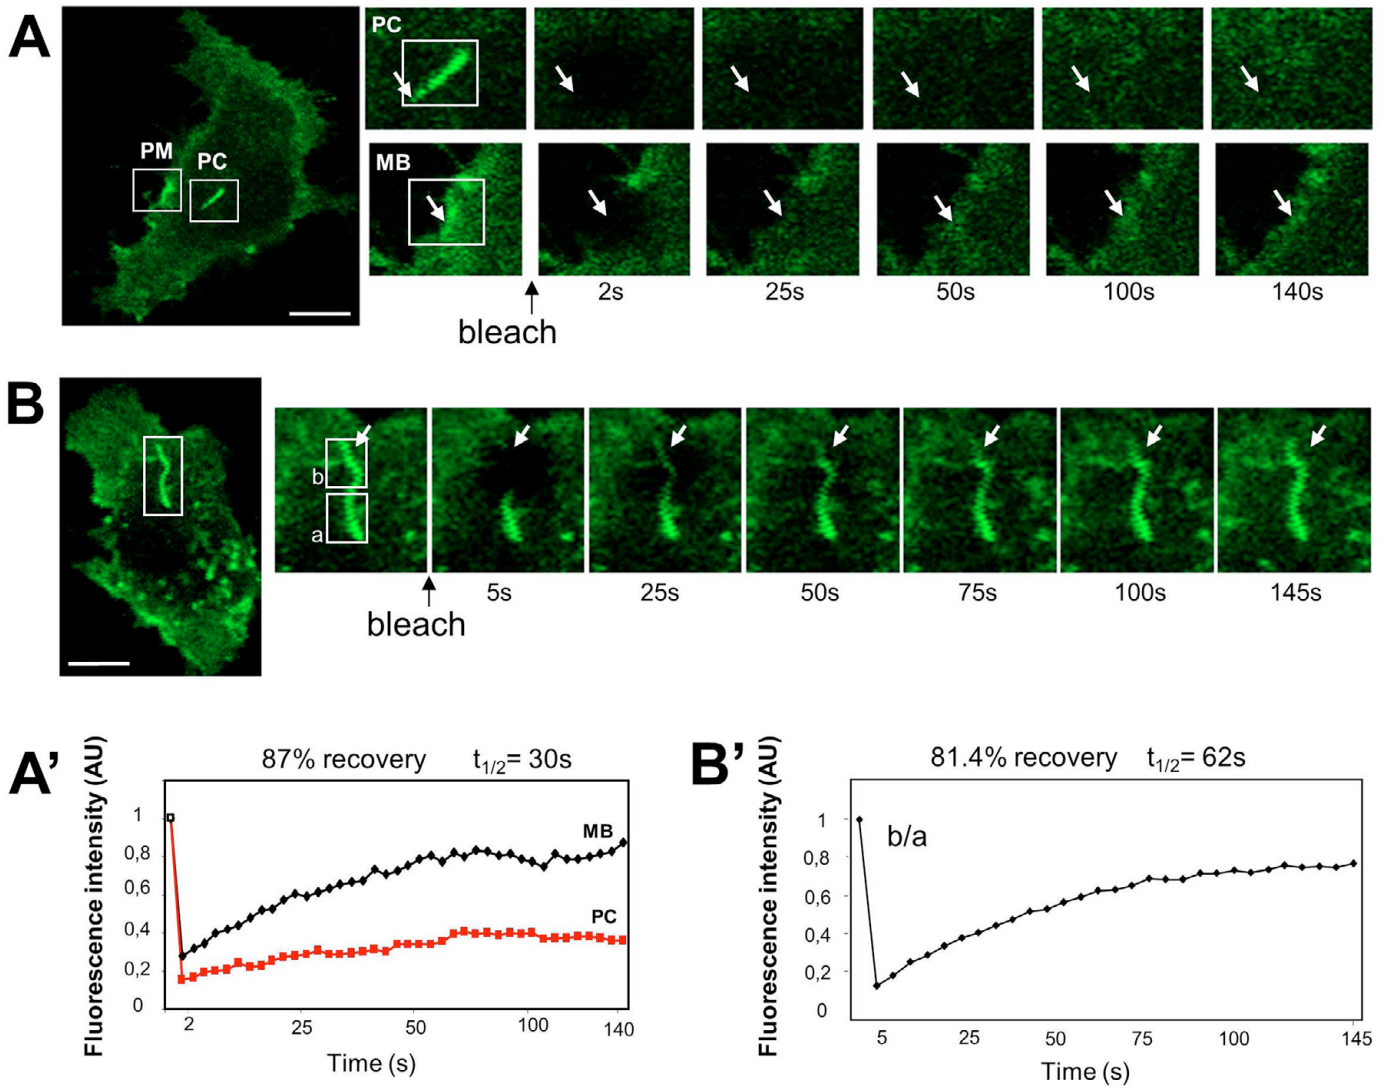 A
PM
PC
PC
MB
2s
25s
50s
100s
140s
bleach
B
b
a
5s
25s
50s
75s
100s
145s
bleach
A’
87% recovery t1/2= 30s
Fluorescence intensity (AU)
1
0,8
0,6
0,4
0,2
0
MB
PC
2
25
50
100
140
Time (s)
B’
81.4% recovery t1/2= 62s
Fluorescence intensity (AU)
1
0,8
0,6
0,4
0,2
0
b/a
5
25
50
75
100
145
Time (s)